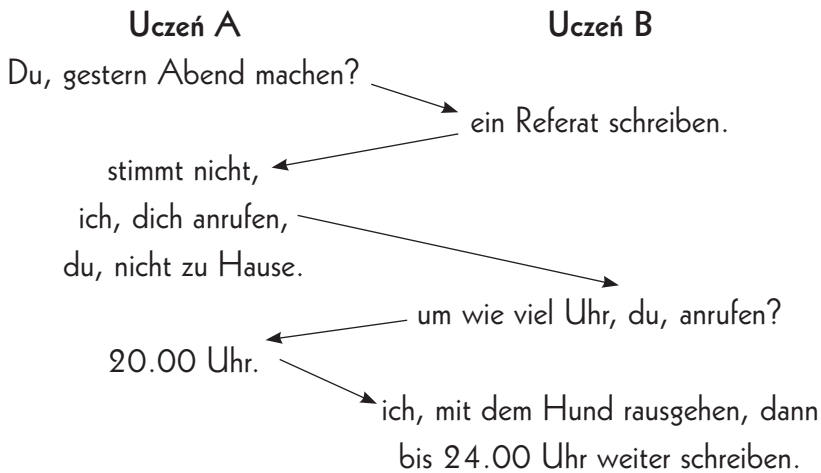 Uczeń A
Uczeń B
Du, gestern Abend machen?
ein Referat schreiben.
stimmt nicht,
ich, dich anrufen,
du, nicht zu Hause.
um wie viel Uhr, du, anrufen?
20.00 Uhr.
ich, mit dem Hund rausgehen, dann
bis 24.00 Uhr weiter schreiben.